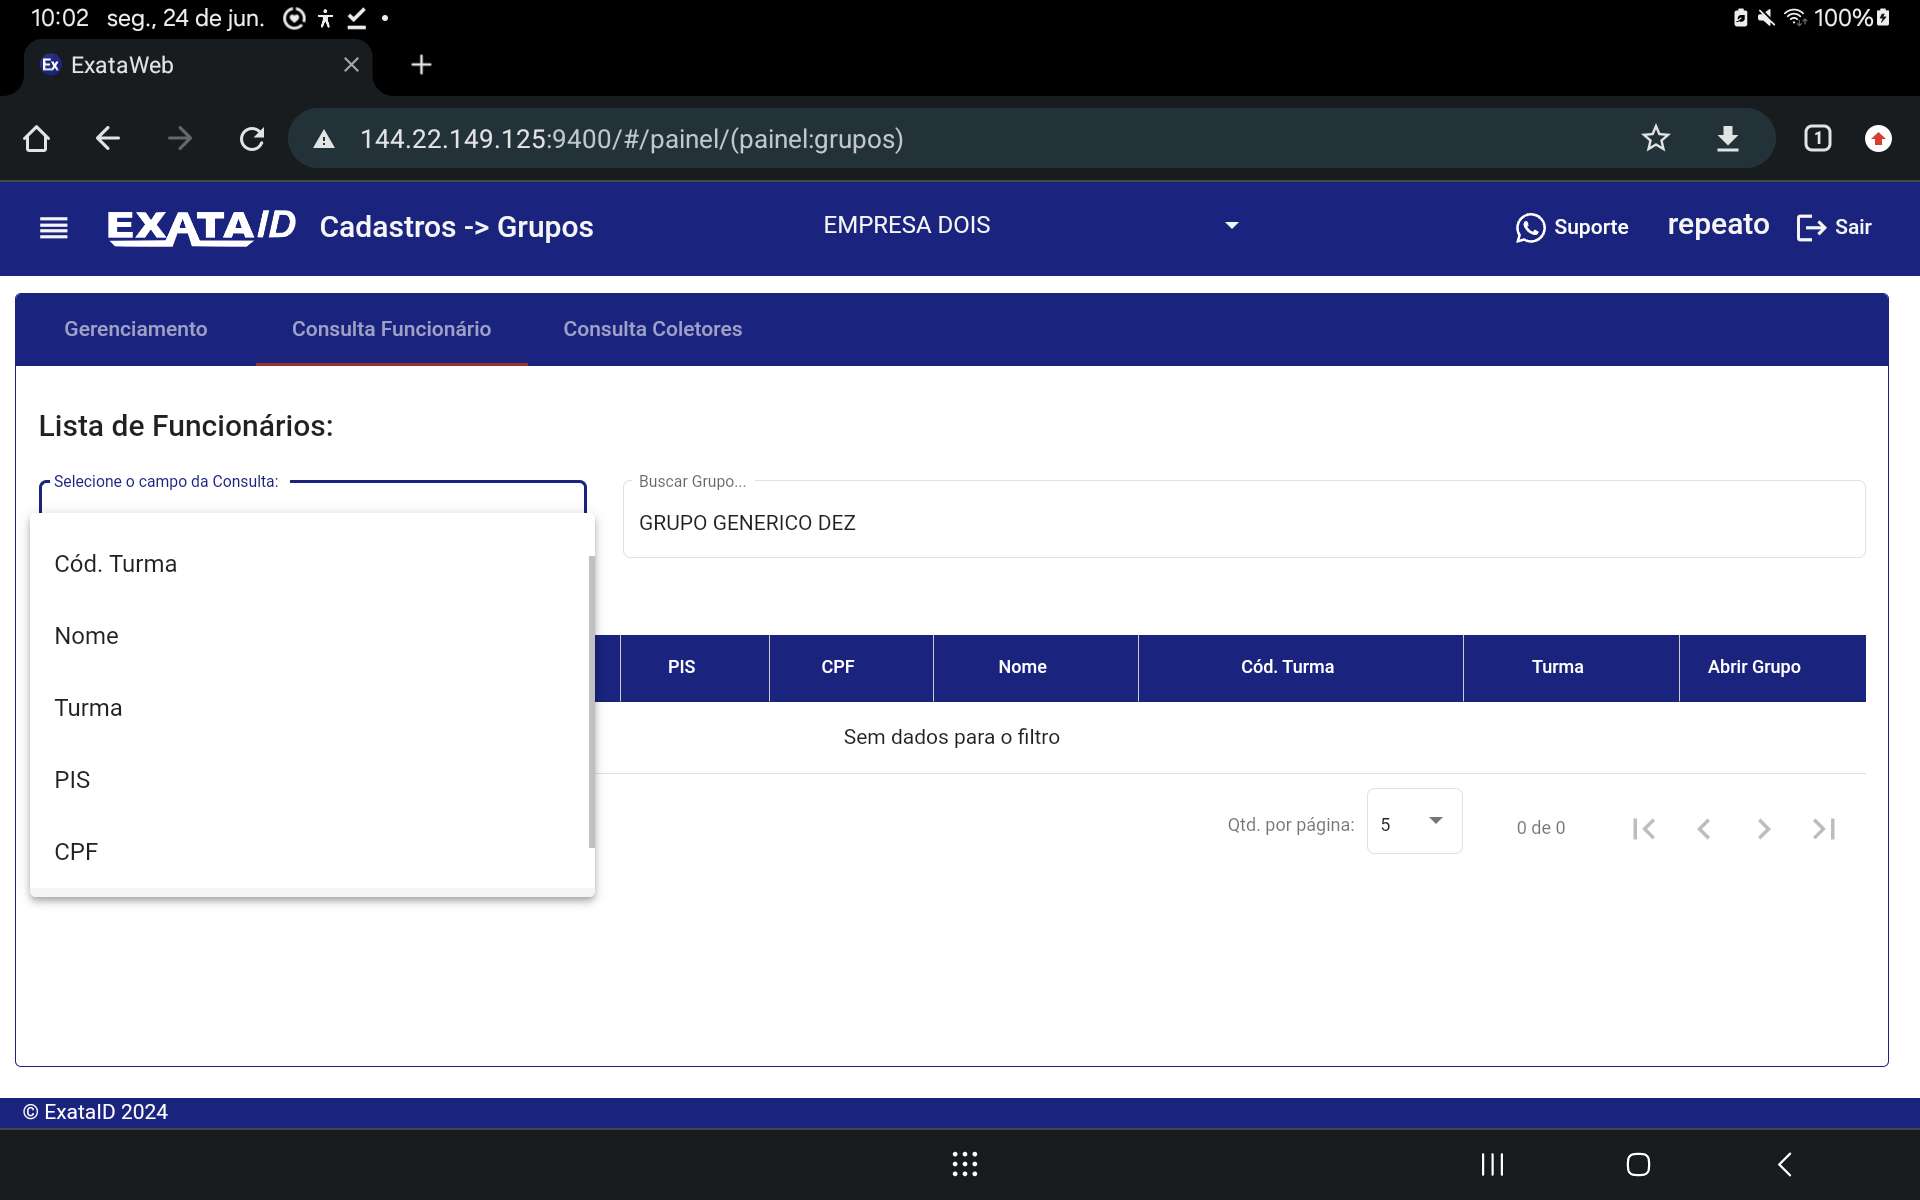 10:02 seg., 24 de jun. 100%
Ex ExataWeb
144.22.149.125:9400/#/painel/(painel:grupos) 1
EXATAID Cadastros -> Grupos EMPRESA DOIS Suporte repeato Sair
Gerenciamento Consulta Funcionário Consulta Coletores
Lista de Funcionários:
Selecione o campo da Consulta: Buscar Grupo...
GRUPO GENERICO DEZ
Cód. Turma
Nome
Turma
PIS
CPF
PIS CPF Nome Cód. Turma Turma Abrir Grupo
Sem dados para o filtro
Qtd. por página: 5 0 de 0
© ExataID 2024